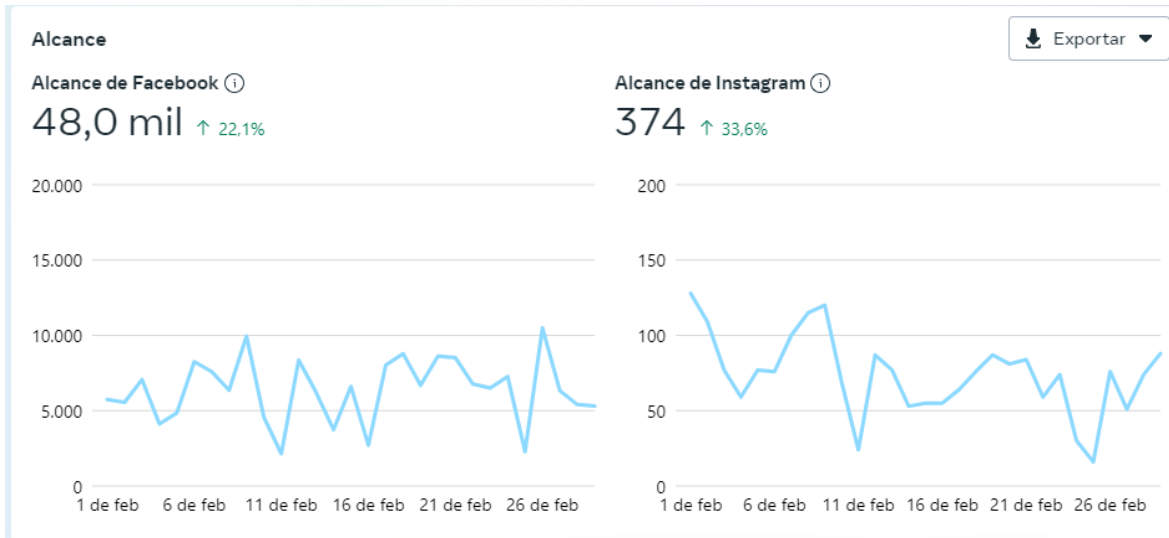 Alcance
Exportar
Alcance de Facebook
48,0 mil ↑ 22,1%
20.000
15.000
10.000
5.000
0
1 de feb 6 de feb 11 de feb 16 de feb 21 de feb 26 de feb
Alcance de Instagram
374 ↑ 33,6%
200
150
100
50
0
1 de feb 6 de feb 11 de feb 16 de feb 21 de feb 26 de feb